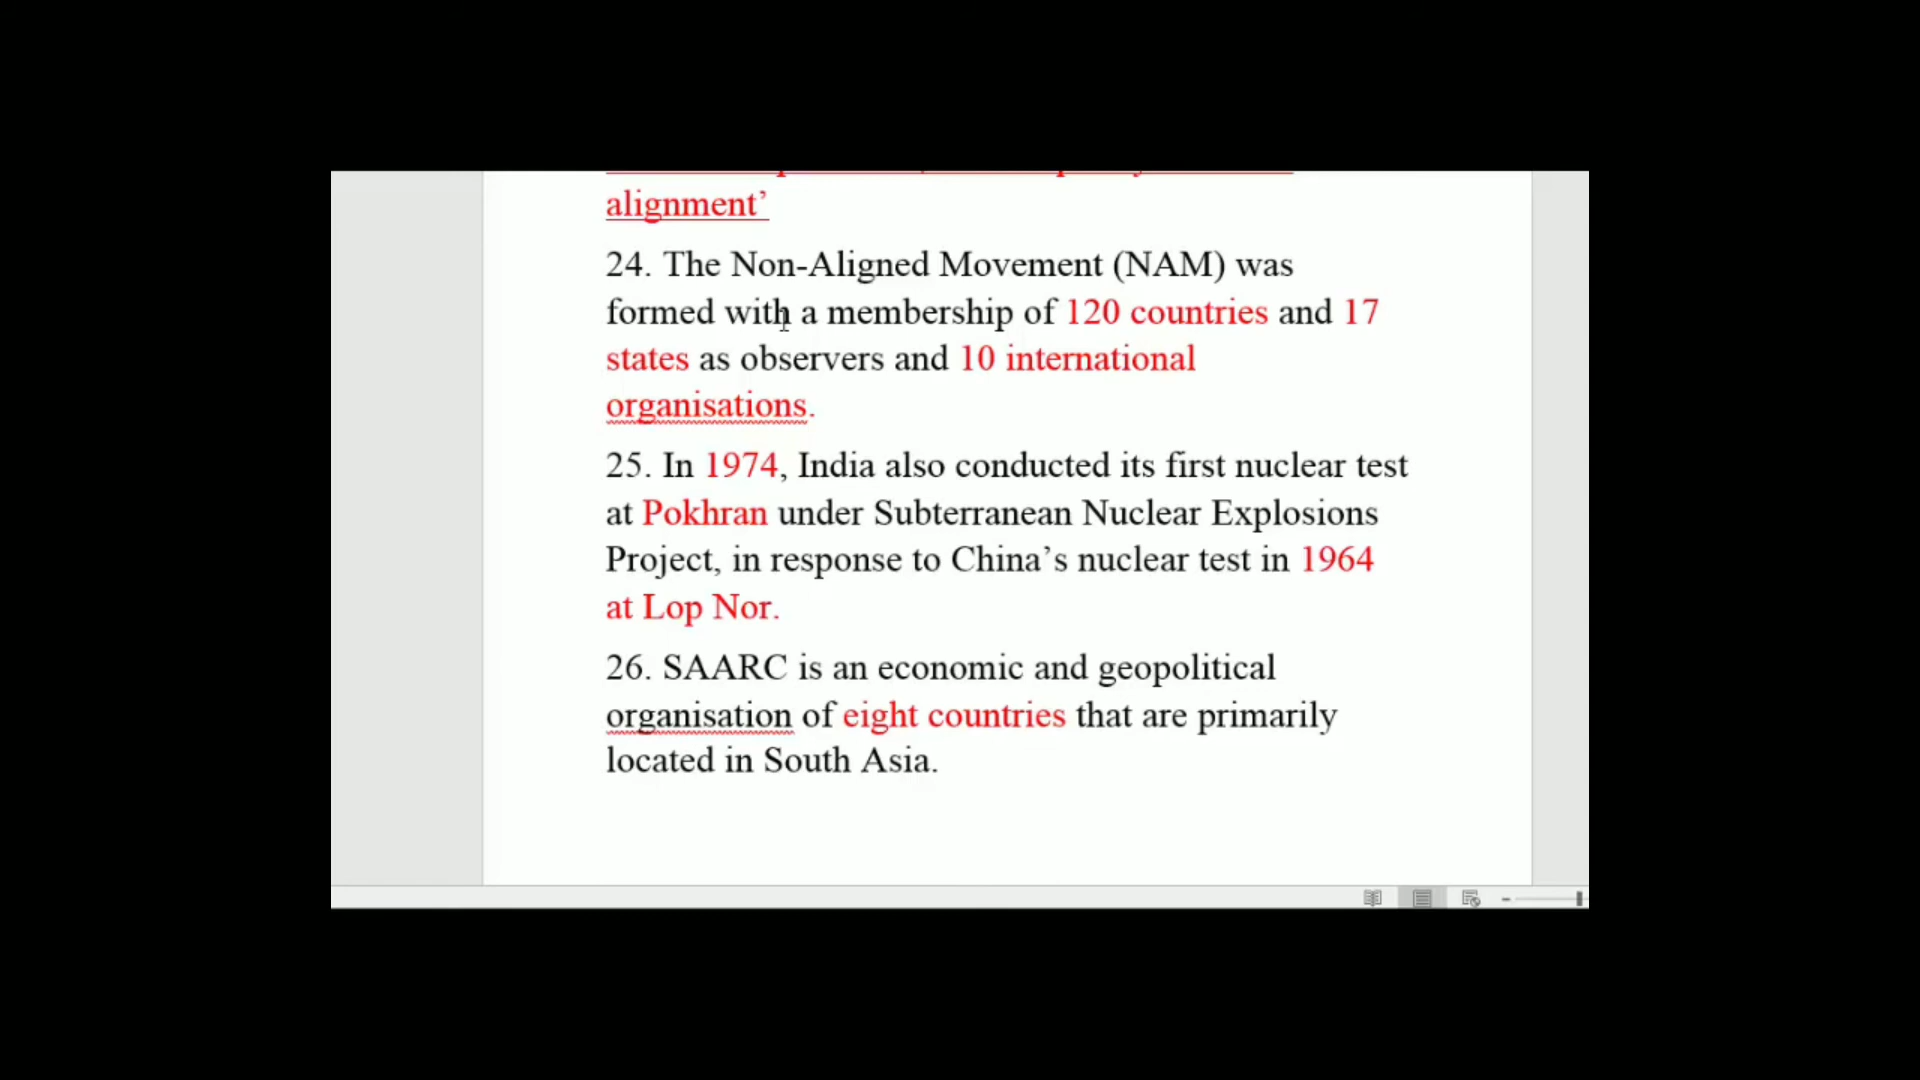 alignment’
24. The Non-Aligned Movement (NAM) was
formed with a membership of 120 countries and 17
states as observers and 10 international
organisations.
25. In 1974, India also conducted its first nuclear test
at Pokhran under Subterranean Nuclear Explosions
Project, in response to China’s nuclear test in 1964
at Lop Nor.
26. SAARC is an economic and geopolitical
organisation of eight countries that are primarily
located in South Asia.